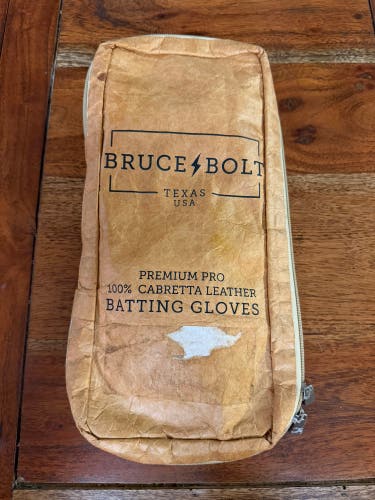 BRUCE BOLT
TEXAS
USA
PREMIUM PRO
100% CABRETTA LEATHER
BATTING GLOVES